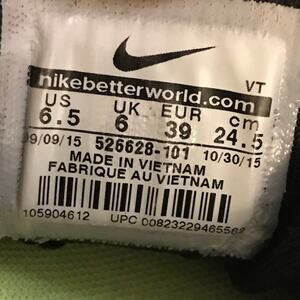 VT
nikebetterworld.com
US UK EUR cm
6.5 6 39 24.5
09/09/15 526628-101 10/30/15
MADE IN VIETNAM
FABRIQUE AU VIETNAM
105904612 UPC 00823229465562